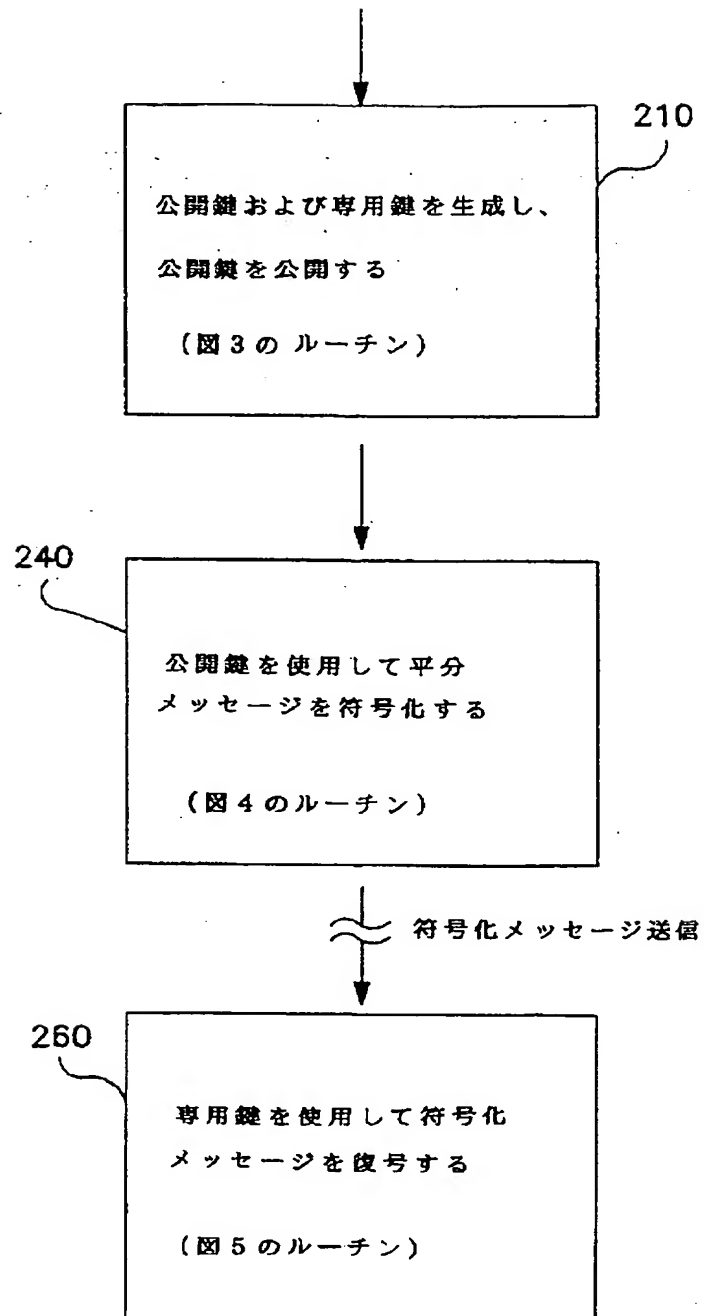 210
公開鍵および専用鍵を生成し、
公開鍵を公開する
(図3の ルーチン)
240
公開鍵を使用して平分
メッセージを符号化する
(図4のルーチン)
符号化メッセージ送信
260
専用鍵を使用して符号化
メッセージを復号する
(図5のルーチン)